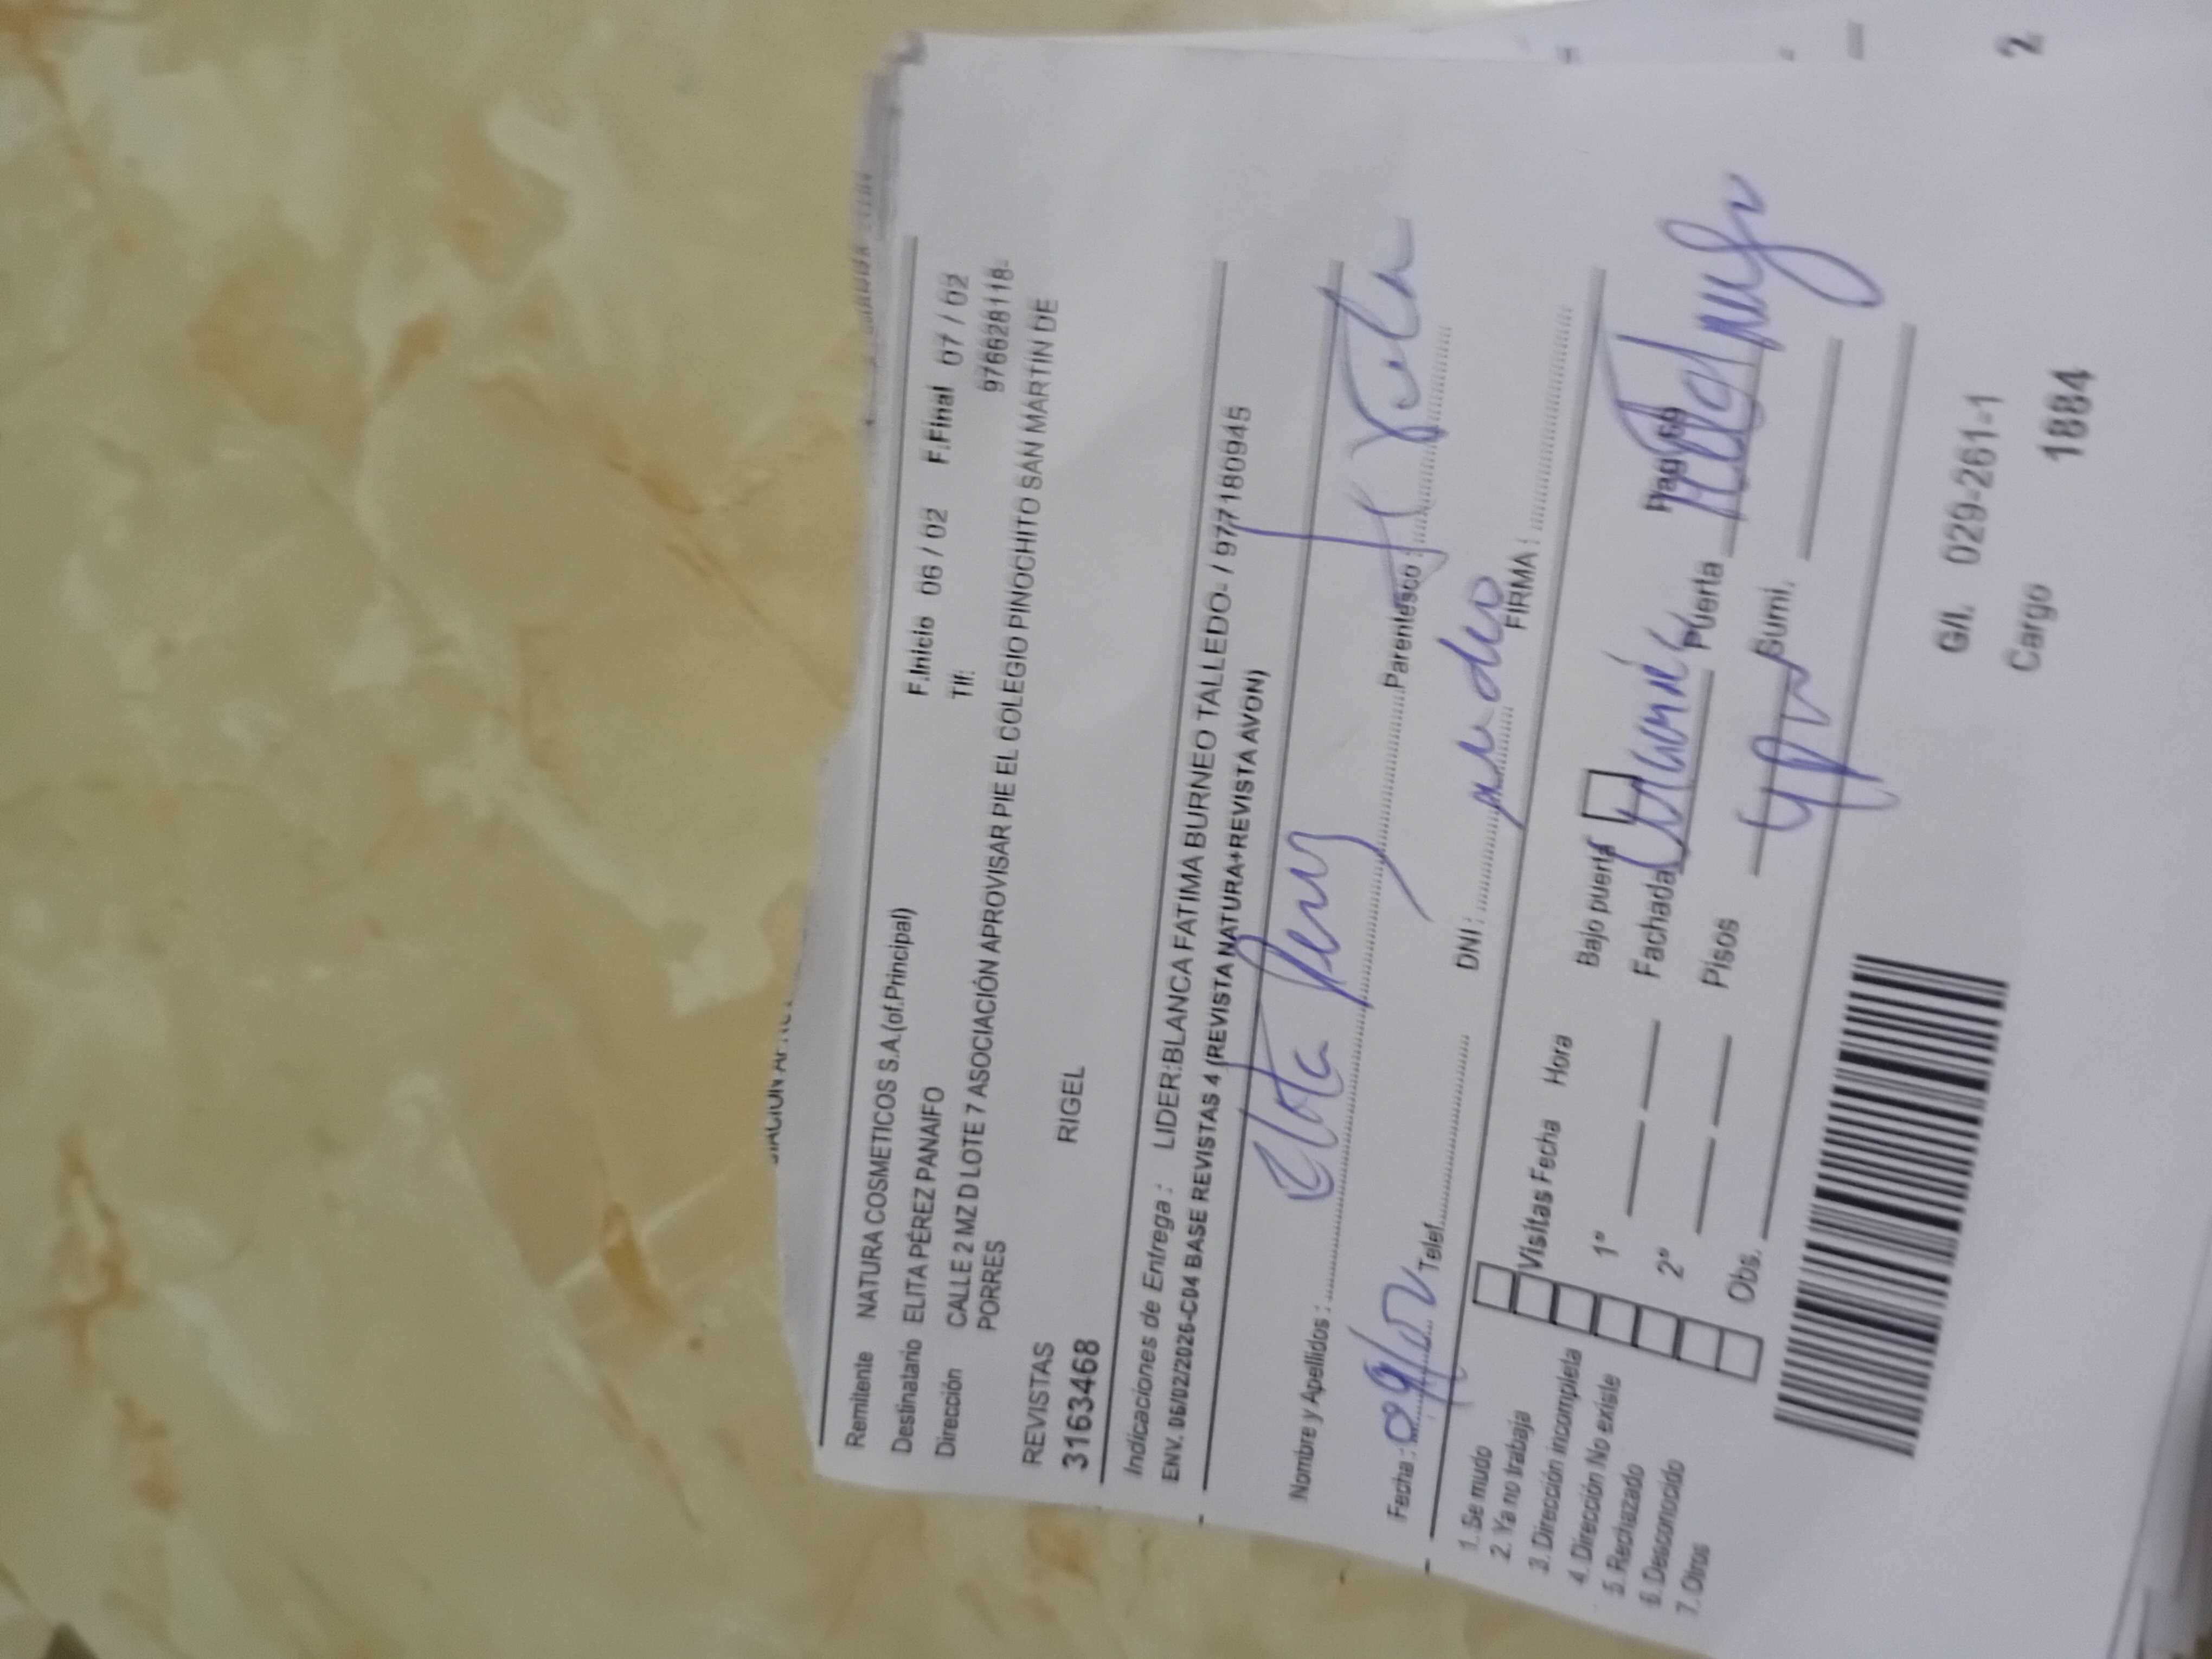 Remitente NATURA COSMETICOS S.A.(of.Principal)
Destinatario ELITA PÉREZ PANAIFO F.Inicio 06 / 02 F.Final 07 / 02
Tlf: 976628118-
Dirección CALLE 2 MZ D LOTE 7 ASOCIACIÓN APROVISAR PIE EL COLEGIO PINOCHITO SAN MARTIN DE
PORRES
REVISTAS
3163468 RIGEL
Indicaciones de Entrega : LIDER:BLANCA FATIMA BURNEO TALLEDO- / 977180945
ENV. 06/02/2026-C04 BASE REVISTAS 4 (REVISTA NATURA+REVISTA AVON)
Nombre y Apellidos :
Fecha : 09/02 Telef. Parentesco :
DNI : FIRMA :
1. Se mudo
2. Ya no trabaja
3. Dirección incompleta
4. Dirección No existe
5. Rechazado
6. Desconocido
7. Otros
Visitas Fecha Hora
1º
2º
Obs.
Bajo puerta
Fachada Puerta
Pisos Sumi.
G/I. 029-261-1
Cargo
1884
2